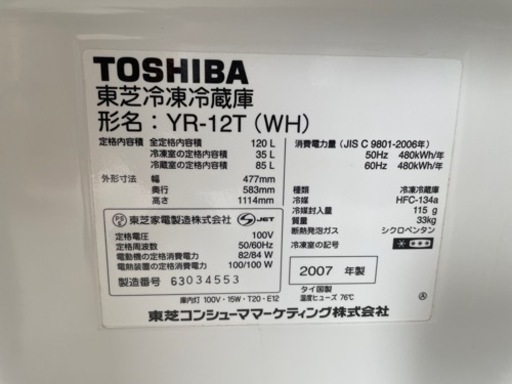 TOSHIBA
東芝冷凍冷蔵庫
形名：YR-12T（WH）
定格内容積 全定格内容積 120 L
冷凍室の定格内容積 35 L
冷蔵室の定格内容積 85 L
外形寸法 幅 477mm
奥行 583mm
高さ 1114mm
PS E 東芝家電製造株式会社 S-JET
定格電圧 100V
定格周波数 50/60Hz
電動機の定格消費電力 82/84 W
電熱装置の定格消費電力 100/100 W
製造番号 63034553
消費電力量（JIS C 9801-2006年）
50Hz 480kWh/年
60Hz 480kWh/年
種類 冷凍冷蔵庫
冷媒 HFC-134a
冷媒封入量 115 g
質量 33kg
断熱発泡ガス シクロペンタン
冷凍室の記号
2007 年製
タイ国製
温度ヒューズ 76℃
Ⓐ
庫内灯 100V・15W・T20・E12
東芝コンシューママーケティング株式会社